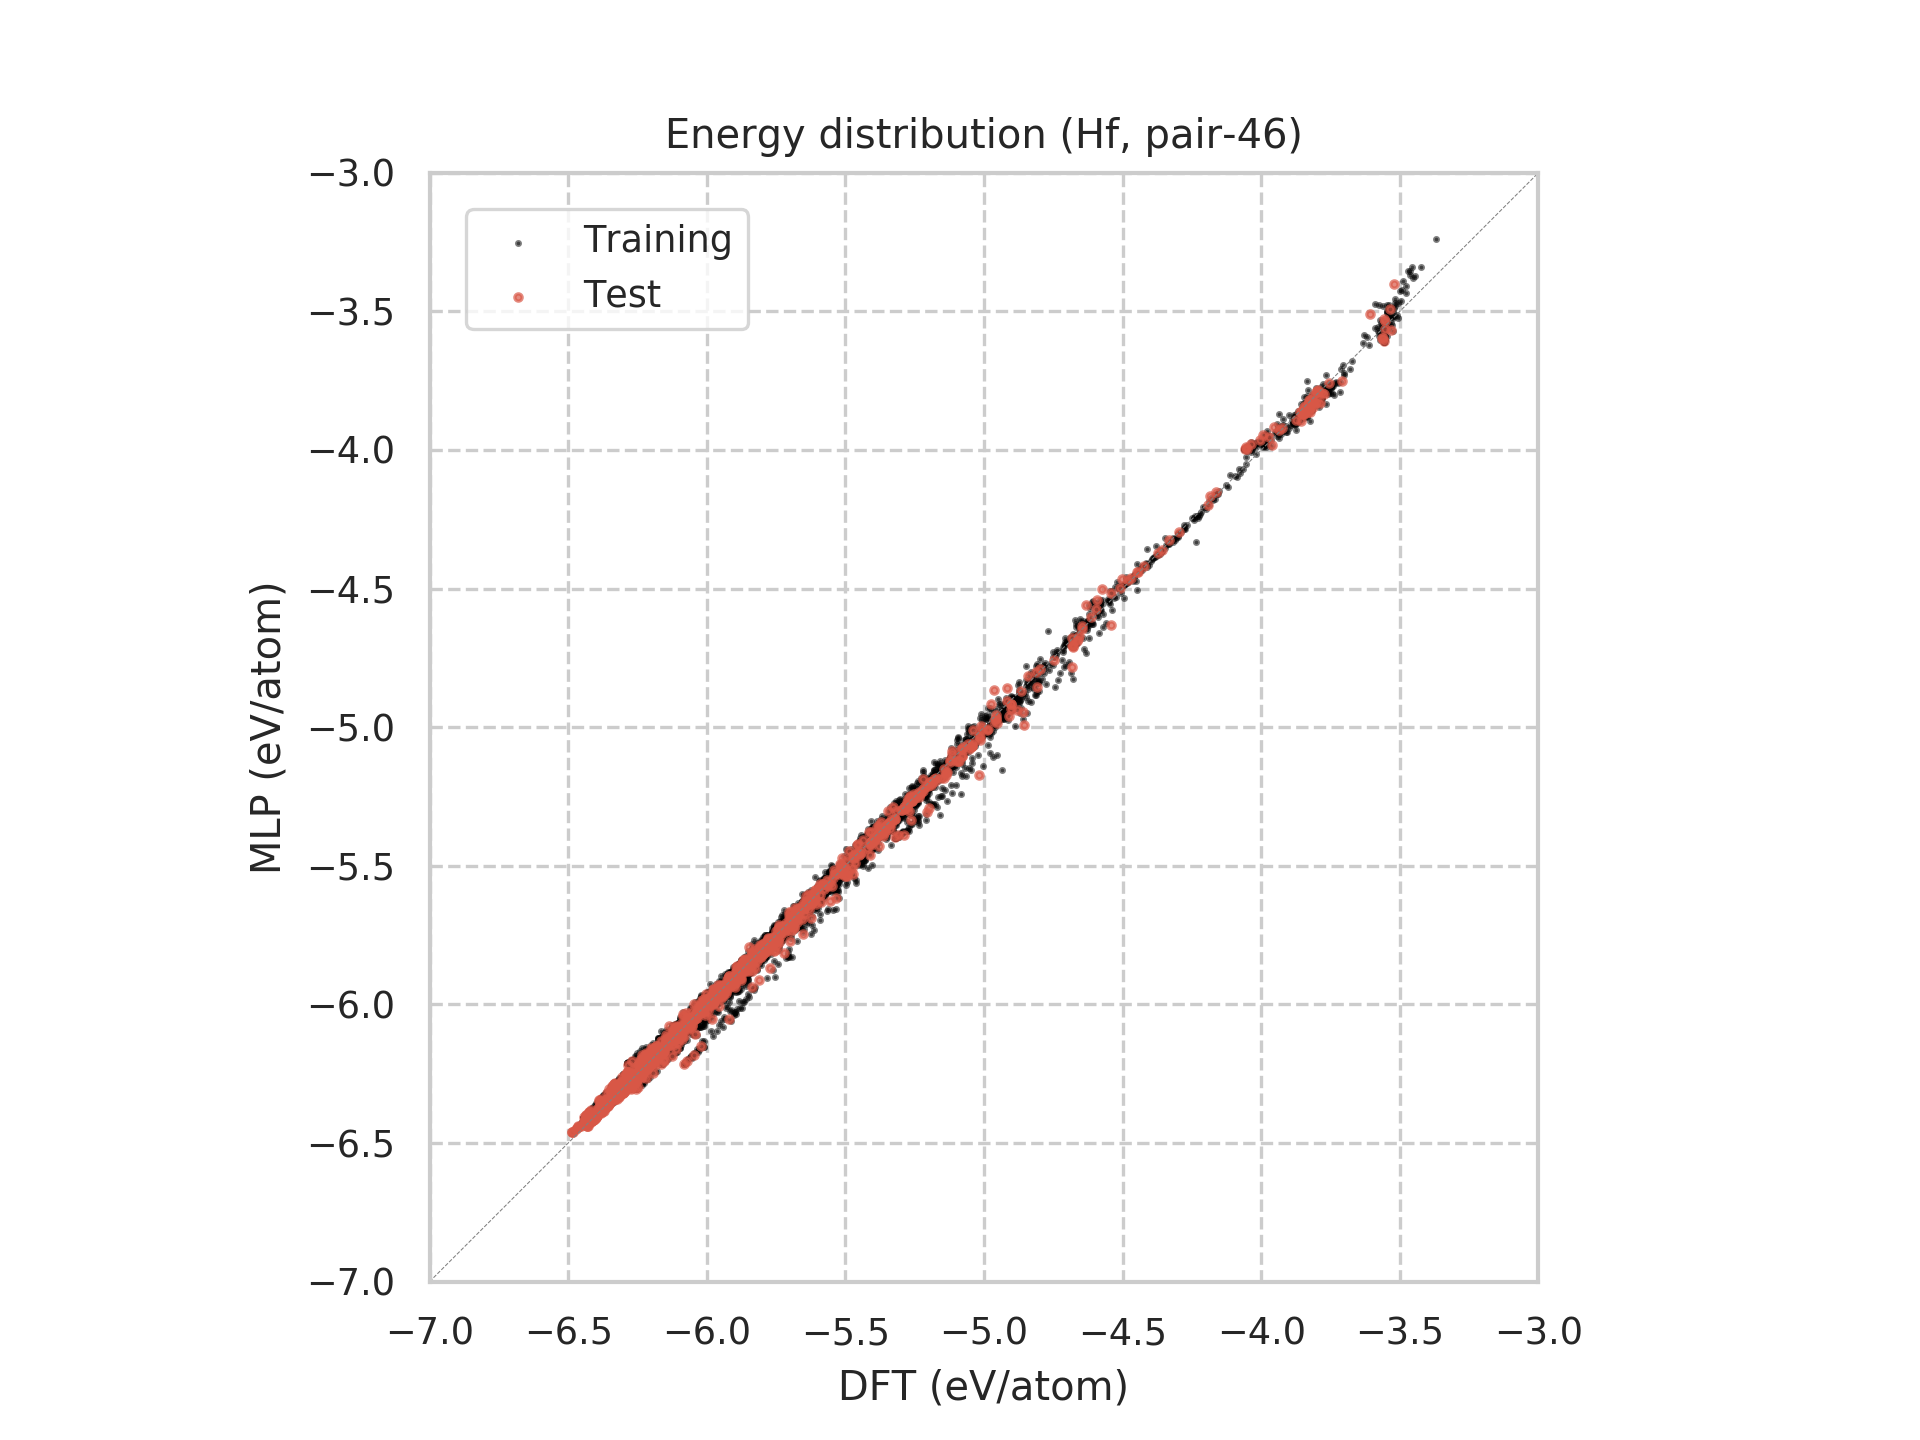 Energy distribution (Hf, pair-46)
−3.0
Training
Test
−3.5
−4.0
−4.5
−5.0
−5.5
−6.0
−6.5
−7.0
MLP (eV/atom)
−7.0 −6.5 −6.0 −5.5 −5.0 −4.5 −4.0 −3.5 −3.0
DFT (eV/atom)